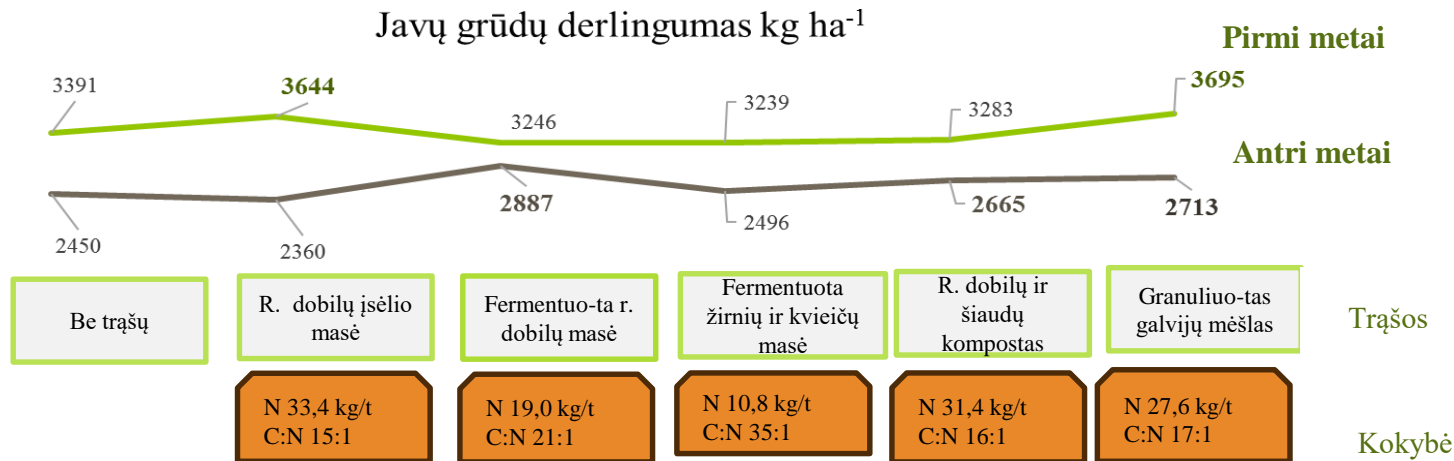 Javų grūdų derlingumas kg ha⁻¹
Pirmi metai
3391
3644
3246
3239
3283
3695
Antri metai
2450
2360
2887
2496
2665
2713
Be trąšų
R. dobilų įsėlio
masė
Fermentuo-ta r.
dobilų masė
Fermentuota
žirnių ir kvieičų
masė
R. dobilų ir
šiaudų
kompostas
Granuliuo-tas
galvijų mėšlas
Trąšos
N 33,4 kg/t
C:N 15:1
N 19,0 kg/t
C:N 21:1
N 10,8 kg/t
C:N 35:1
N 31,4 kg/t
C:N 16:1
N 27,6 kg/t
C:N 17:1
Kokybė